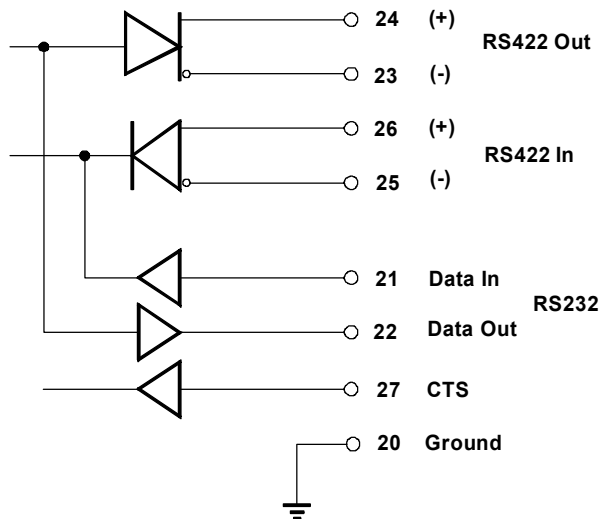 24 (+)
RS422 Out
23 (-)
26 (+)
RS422 In
25 (-)
21 Data In
RS232
22 Data Out
27 CTS
20 Ground